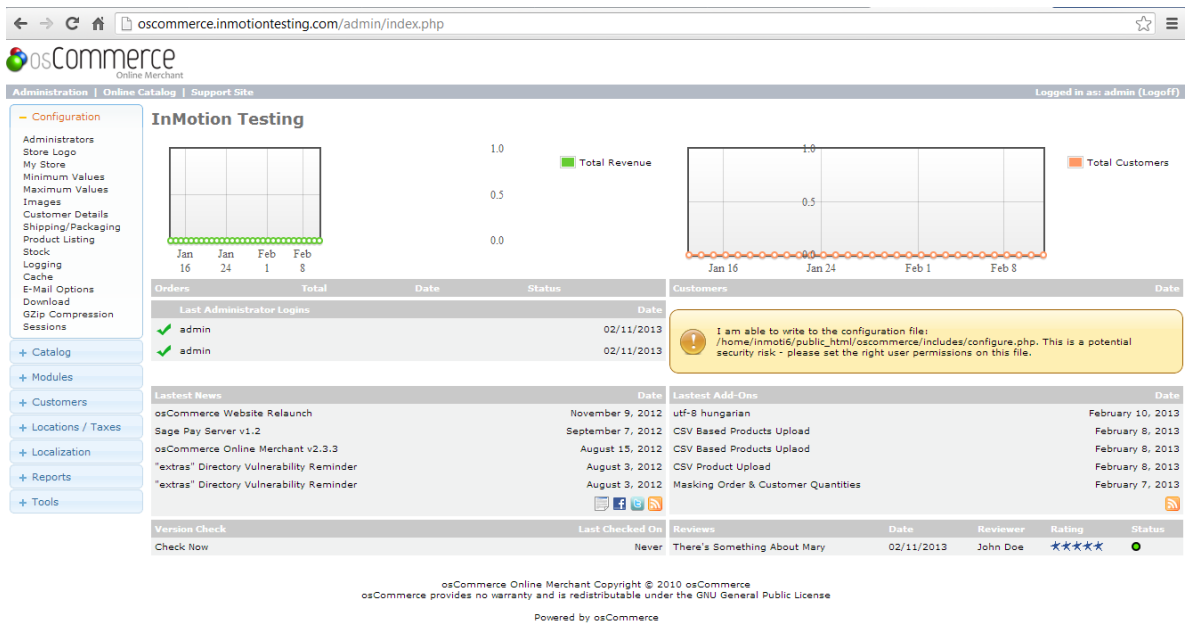 oscommerce.inmotiontesting.com/admin/index.php
osCommerce
Online Merchant
Administration | Online Catalog | Support Site
Logged in as: admin (Logoff)
Configuration
Administrators
Store Logo
My Store
Minimum Values
Maximum Values
Images
Customer Details
Shipping/Packaging
Product Listing
Stock
Logging
Cache
E-Mail Options
Download
GZip Compression
Sessions
+ Catalog
+ Modules
+ Customers
+ Locations / Taxes
+ Localization
+ Reports
+ Tools
InMotion Testing
1.0
0.5
0.0
Total Revenue
Jan 16
Jan 24
Feb 1
Feb 8
1.0
0.5
0.0
Total Customers
Jan 16
Jan 24
Feb 1
Feb 8
Orders Total Date Status
Customers Date
Last Administrator Logins Date
admin 02/11/2013
admin 02/11/2013
I am able to write to the configuration file:
/home/inmoti6/public_html/oscommerce/includes/configure.php. This is a potential
security risk - please set the right user permissions on this file.
Lastest News Date
osCommerce Website Relaunch November 9, 2012
Sage Pay Server v1.2 September 7, 2012
osCommerce Online Merchant v2.3.3 August 15, 2012
"extras" Directory Vulnerability Reminder August 3, 2012
"extras" Directory Vulnerability Reminder August 3, 2012
Lastest Add-Ons Date
utf-8 hungarian February 10, 2013
CSV Based Products Upload February 8, 2013
CSV Based Products Uplaod February 8, 2013
CSV Product Upload February 8, 2013
Masking Order & Customer Quantities February 7, 2013
Version Check Last Checked On
Check Now Never
Reviews Date Reviewer Rating Status
There's Something About Mary 02/11/2013 John Doe
osCommerce Online Merchant Copyright © 2010 osCommerce
osCommerce provides no warranty and is redistributable under the GNU General Public License
Powered by osCommerce